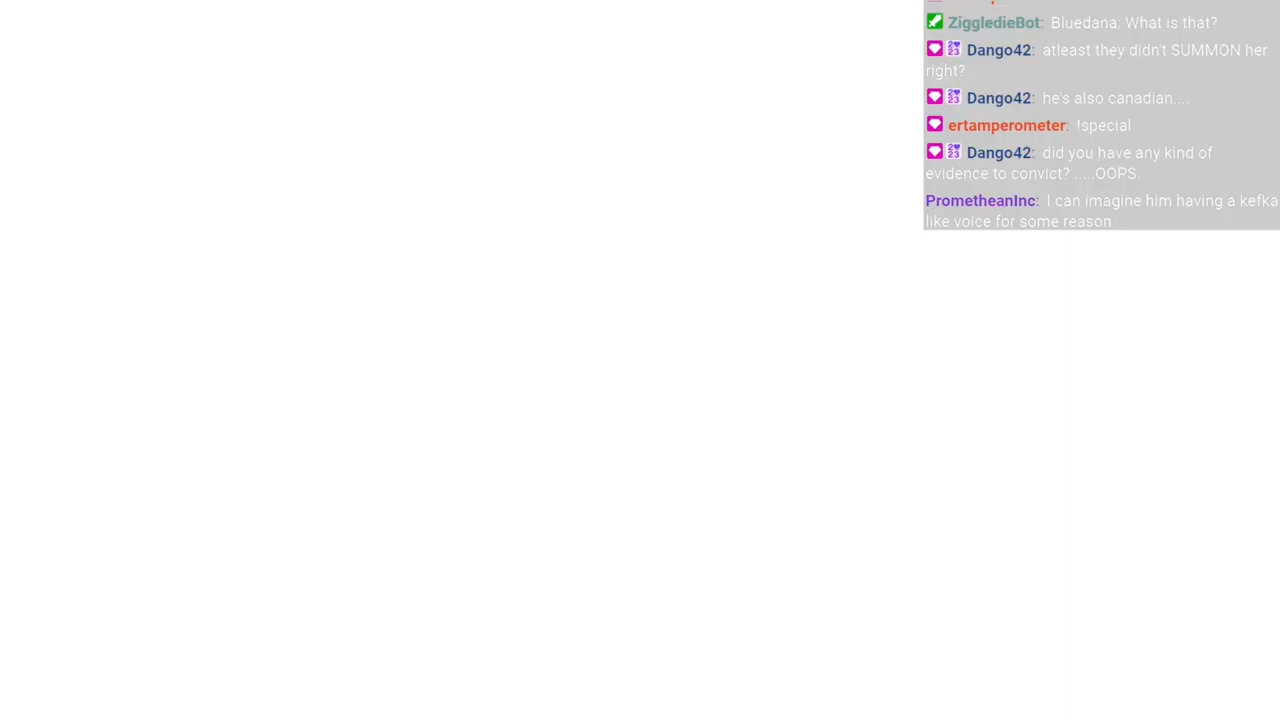 ZiggledieBot: Bluedana: What is that?
Dango42: atleast they didn't SUMMON her
right?
Dango42: he's also canadian....
ertamperometer: !special
Dango42: did you have any kind of
evidence to convict? .....OOPS.
PrometheanInc: I can imagine him having a kefka
like voice for some reason